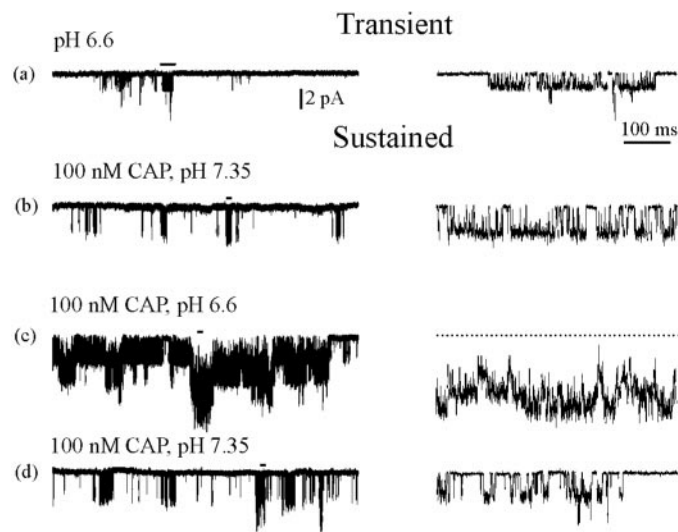 Transient
pH 6.6
(a)
2 pA
100 ms
Sustained
100 nM CAP, pH 7.35
(b)
100 nM CAP, pH 6.6
(c)
100 nM CAP, pH 7.35
(d)